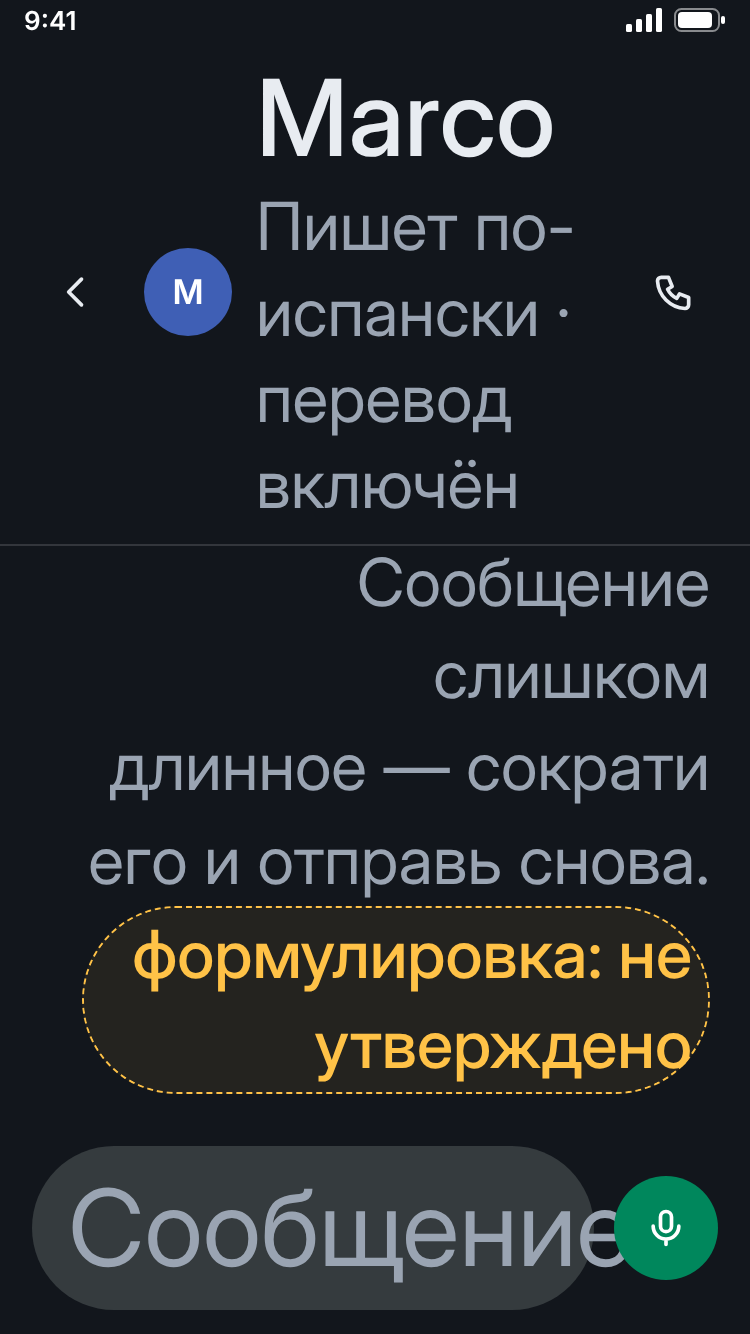 9:41
Marco
M
Пишет по-
испански ·
перевод
включён
Сообщение
слишком
длинное — сократи
его и отправь снова.
формулировка: не
утверждено
Сообщение